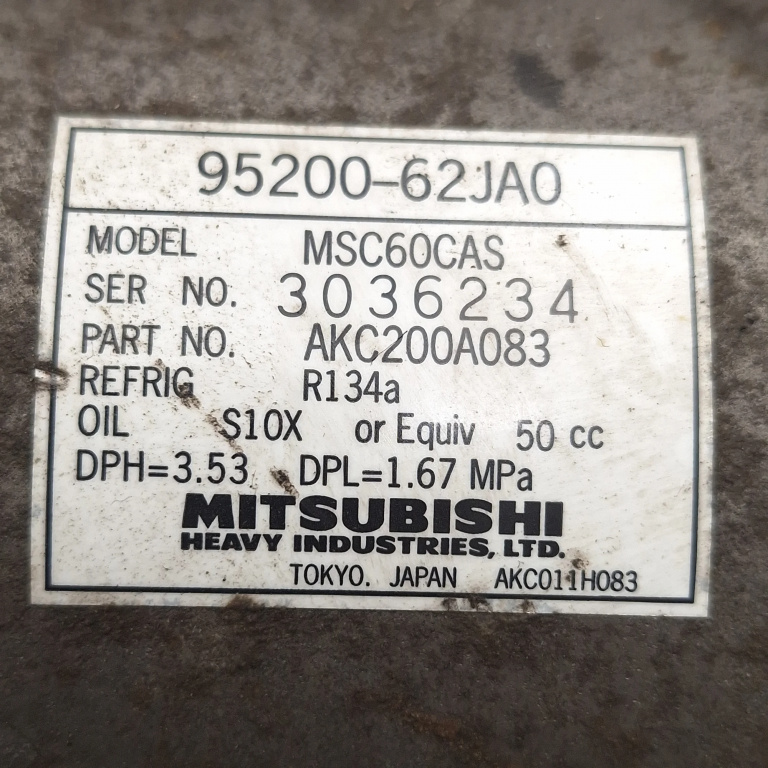 95200-62JA0
MODEL MSC60CAS
SER NO. 3036234
PART NO. AKC200A083
REFRIG R134a
OIL S10X or Equiv 50 cc
DPH=3.53 DPL=1.67 MPa
MITSUBISHI
HEAVY INDUSTRIES, LTD.
TOKYO. JAPAN AKC011H083